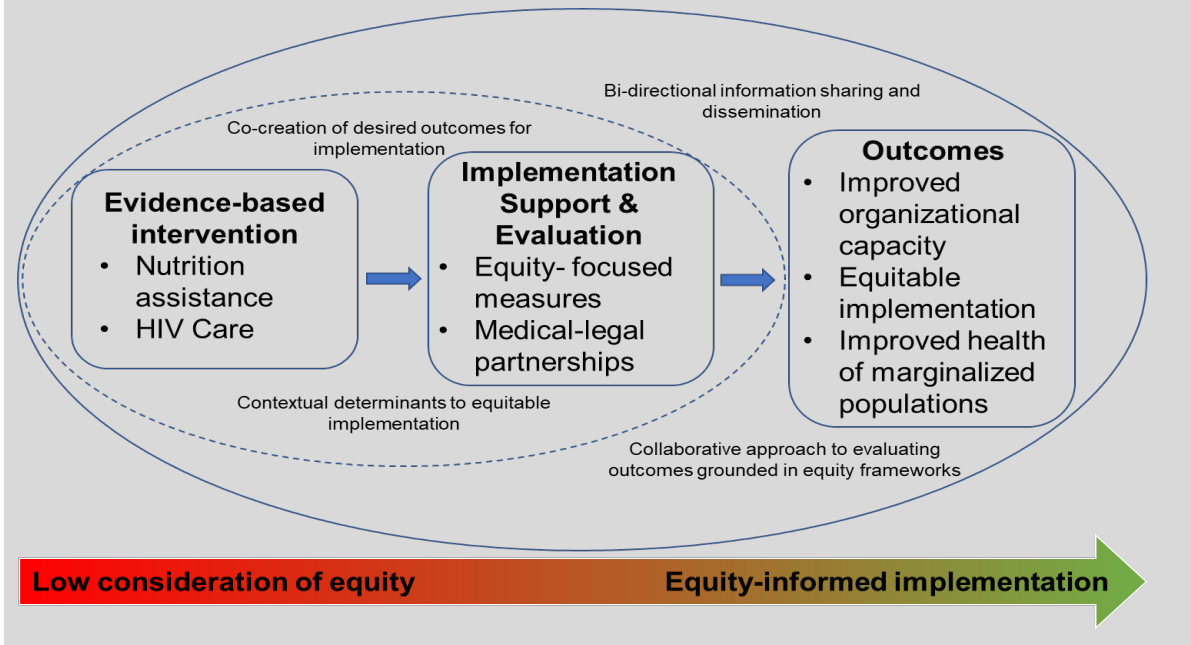 Bi-directional information sharing and
dissemination
Co-creation of desired outcomes for
implementation
Evidence-based
intervention
• Nutrition
assistance
• HIV Care
Implementation
Support &
Evaluation
• Equity- focused
measures
• Medical-legal
partnerships
Outcomes
• Improved
organizational
capacity
• Equitable
implementation
• Improved health
of marginalized
populations
Contextual determinants to equitable
implementation
Collaborative approach to evaluating
outcomes grounded in equity frameworks
Low consideration of equity
Equity-informed implementation